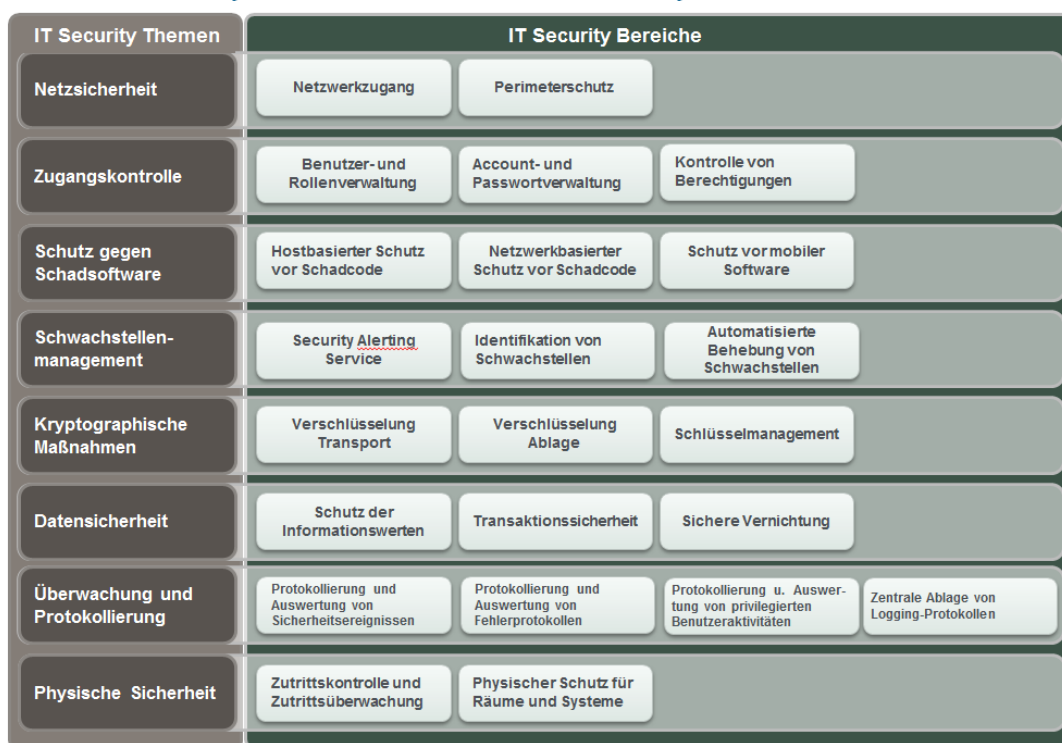 IT Security Themen
IT Security Bereiche
Netzsicherheit
Netzwerkzugang
Perimeterschutz
Zugangskontrolle
Benutzer- und
Rollenverwaltung
Account- und
Passwortverwaltung
Kontrolle von
Berechtigungen
Schutz gegen
Schadsoftware
Hostbasierter Schutz
vor Schadcode
Netzwerkbasierter
Schutz vor Schadcode
Schutz vor mobiler
Software
Schwachstellen-
management
Security Alerting
Service
Identifikation von
Schwachstellen
Automatisierte
Behebung von
Schwachstellen
Kryptographische
Maßnahmen
Verschlüsselung
Transport
Verschlüsselung
Ablage
Schlüsselmanagement
Datensicherheit
Schutz der
Informationswerten
Transaktionssicherheit
Sichere Vernichtung
Überwachung und
Protokollierung
Protokollierung und
Auswertung von
Sicherheitsereignissen
Protokollierung und
Auswertung von
Fehlerprotokollen
Protokollierung u. Auswer-
tung von privilegierten
Benutzeraktivitäten
Zentrale Ablage von
Logging-Protokollen
Physische Sicherheit
Zutrittskontrolle und
Zutrittsüberwachung
Physischer Schutz für
Räume und Systeme